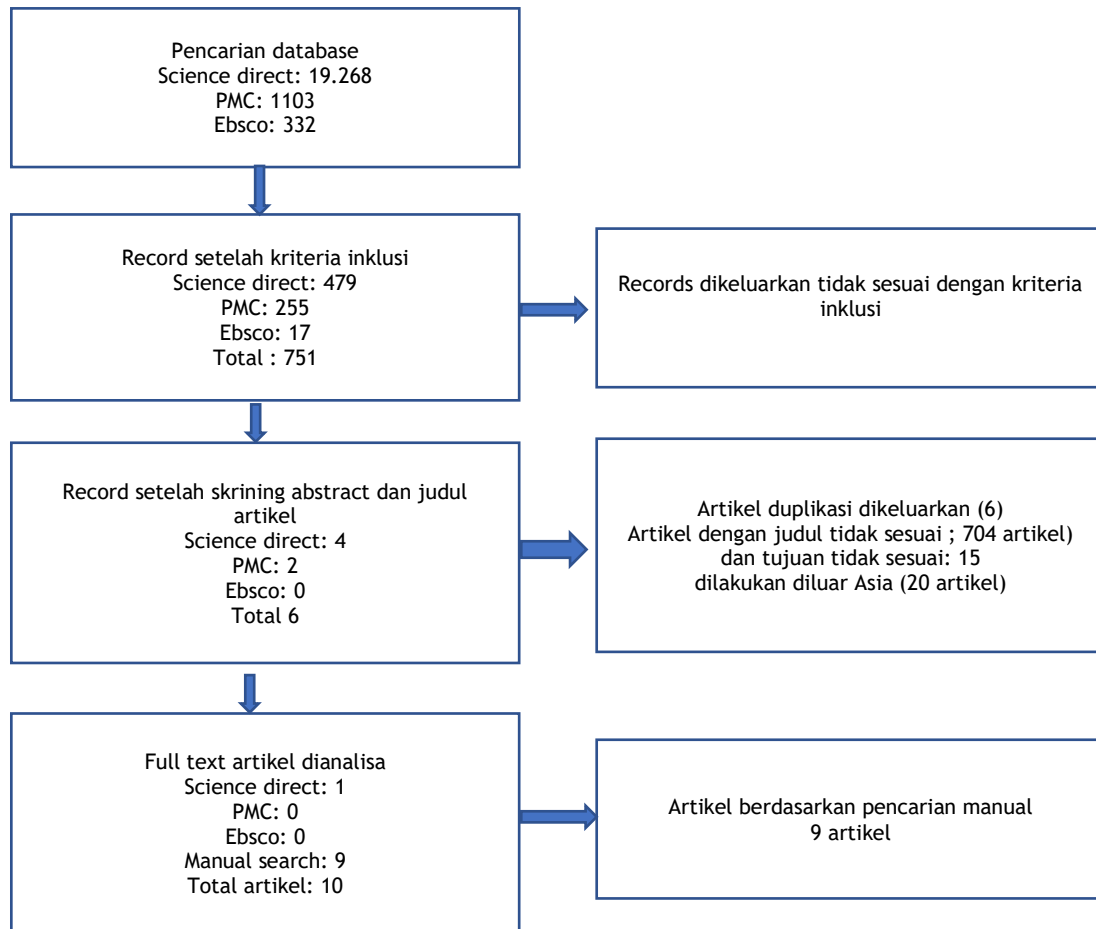 Pencarian database
Science direct: 19.268
PMC: 1103
Ebsco: 332
Record setelah kriteria inklusi
Science direct: 479
PMC: 255
Ebsco: 17
Total : 751
Records dikeluarkan tidak sesuai dengan kriteria
inklusi
Record setelah skrining abstract dan judul
artikel
Science direct: 4
PMC: 2
Ebsco: 0
Total 6
Artikel duplikasi dikeluarkan (6)
Artikel dengan judul tidak sesuai ; 704 artikel)
dan tujuan tidak sesuai: 15
dilakukan diluar Asia (20 artikel)
Full text artikel dianalisa
Science direct: 1
PMC: 0
Ebsco: 0
Manual search: 9
Total artikel: 10
Artikel berdasarkan pencarian manual
9 artikel